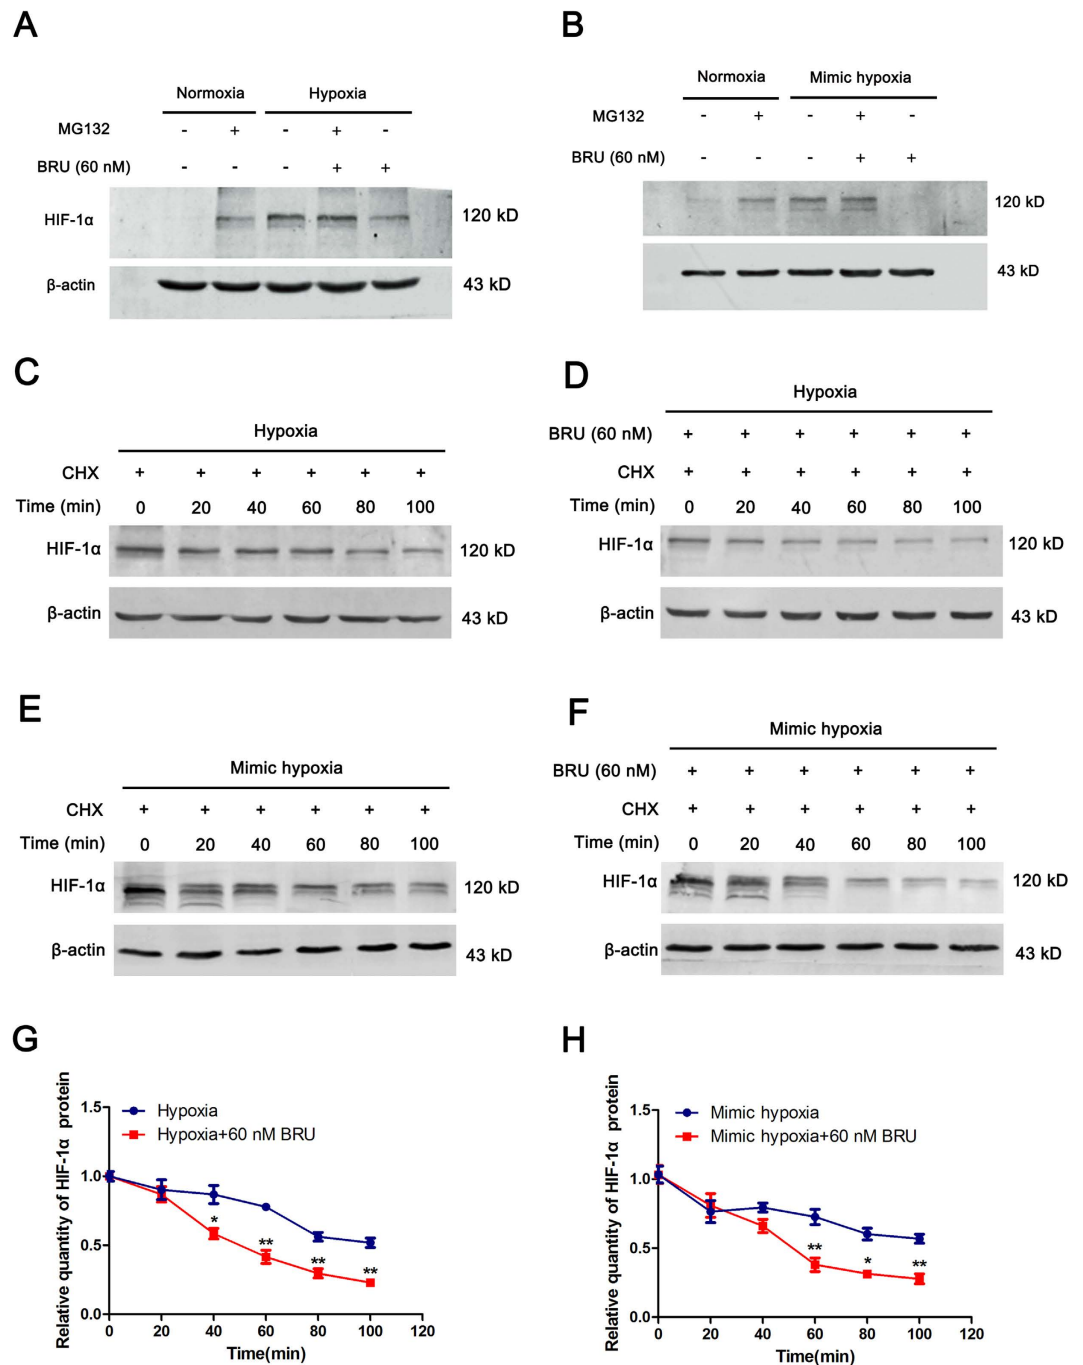 A
Normoxia Hypoxia
MG132 - + - + -
BRU (60 nM) - - - + +
HIF-1α 120 kD
β-actin 43 kD
B
Normoxia Mimic hypoxia
MG132 - + - + -
BRU (60 nM) - - - + +
120 kD
43 kD
C
Hypoxia
CHX + + + + + +
Time (min) 0 20 40 60 80 100
HIF-1α 120 kD
β-actin 43 kD
D
Hypoxia
BRU (60 nM) + + + + + +
CHX + + + + + +
Time (min) 0 20 40 60 80 100
HIF-1α 120 kD
β-actin 43 kD
E
Mimic hypoxia
CHX + + + + + +
Time (min) 0 20 40 60 80 100
HIF-1α 120 kD
β-actin 43 kD
F
Mimic hypoxia
BRU (60 nM) + + + + + +
CHX + + + + + +
Time (min) 0 20 40 60 80 100
HIF-1α 120 kD
β-actin 43 kD
G
Relative quantity of HIF-1α protein
1.5
1.0
0.5
0.0
Hypoxia
Hypoxia+60 nM BRU
* ** ** **
0 20 40 60 80 100 120
Time(min)
H
Relative quantity of HIF-1α protein
1.5
1.0
0.5
0.0
Mimic hypoxia
Mimic hypoxia+60 nM BRU
** * **
0 20 40 60 80 100 120
Time(min)